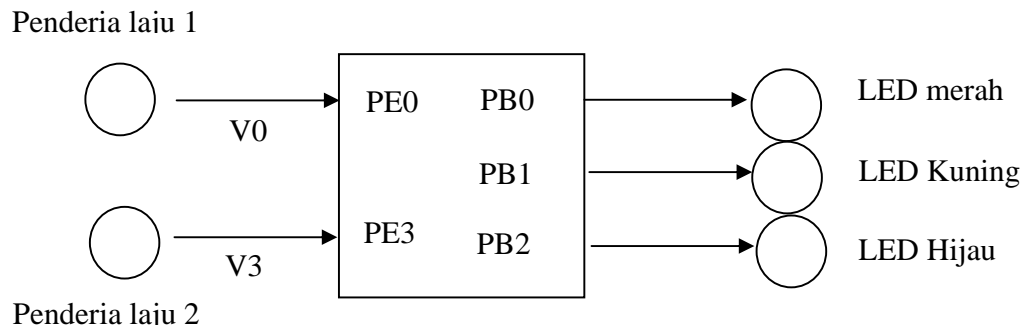 Penderia laju 1
V0
PE0 PB0
LED merah
PB1
LED Kuning
PE3 PB2
LED Hijau
V3
Penderia laju 2